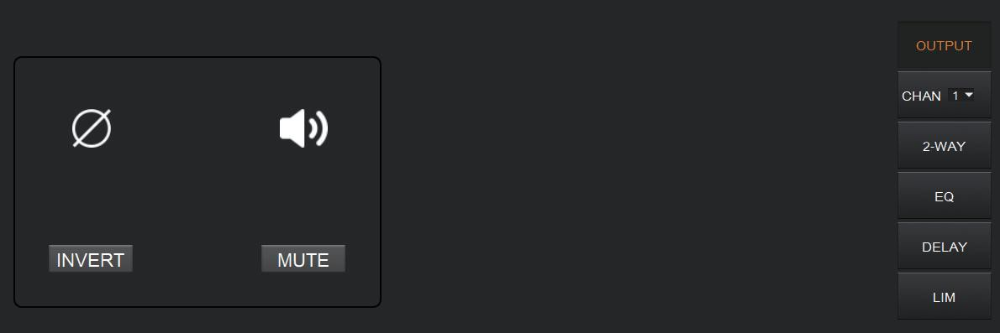 OUTPUT
CHAN 1
2-WAY
EQ
DELAY
LIM
INVERT
MUTE